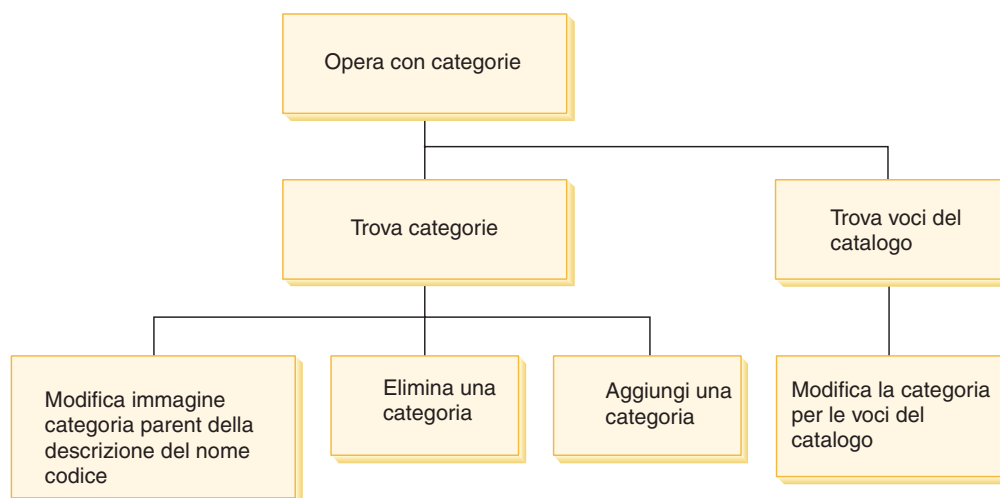 Opera con categorie
Trova categorie
Trova voci del
catalogo
Modifica immagine
categoria parent della
descrizione del nome
codice
Elimina una
categoria
Aggiungi una
categoria
Modifica la categoria
per le voci del
catalogo